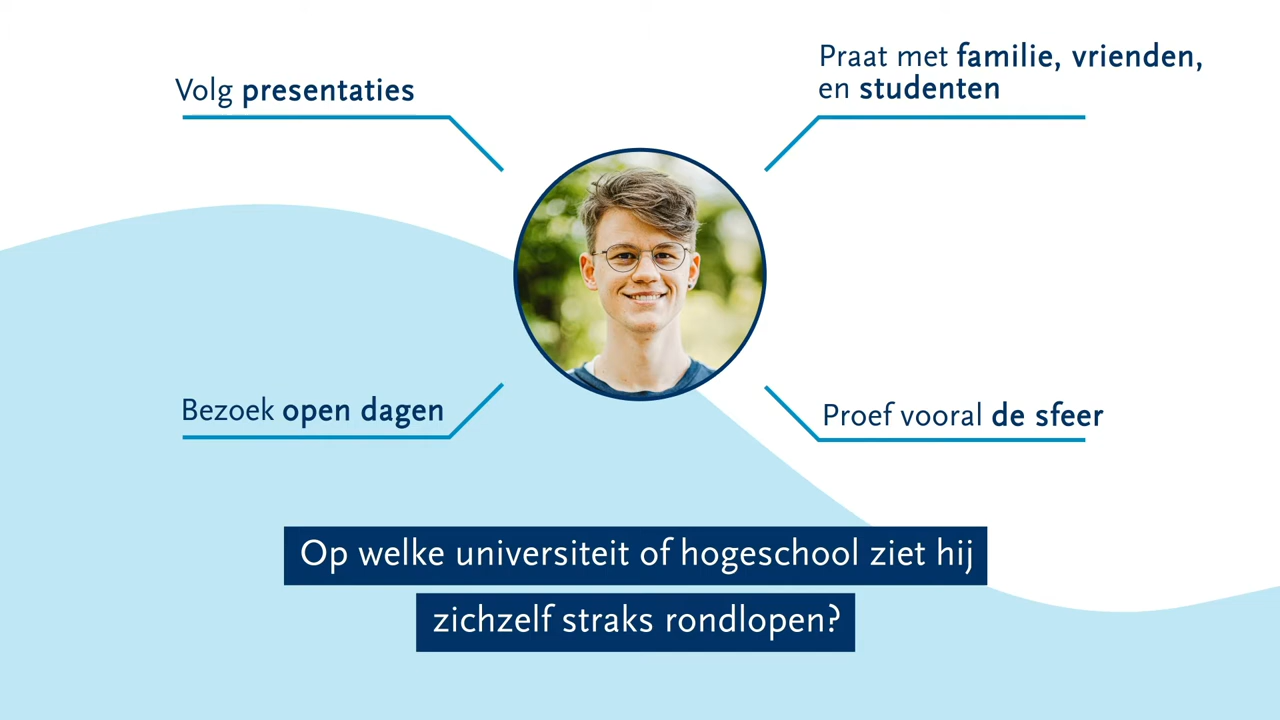 Volg presentaties
Praat met familie, vrienden,
en studenten
Bezoek open dagen
Proef vooral de sfeer
Op welke universiteit of hogeschool ziet hij
zichzelf straks rondlopen?